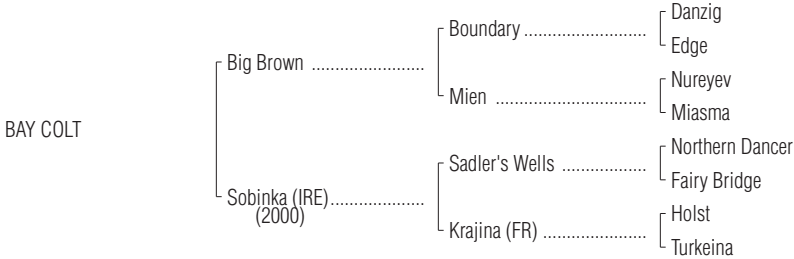 Danzig
Boundary ..........................
Edge
Big Brown ........................
Nureyev
Mien ................................
Miasma
BAY COLT
Northern Dancer
Sadler's Wells ..................
Fairy Bridge
Sobinka (IRE)....................
(2000)
Holst
Krajina (FR) ......................
Turkeina